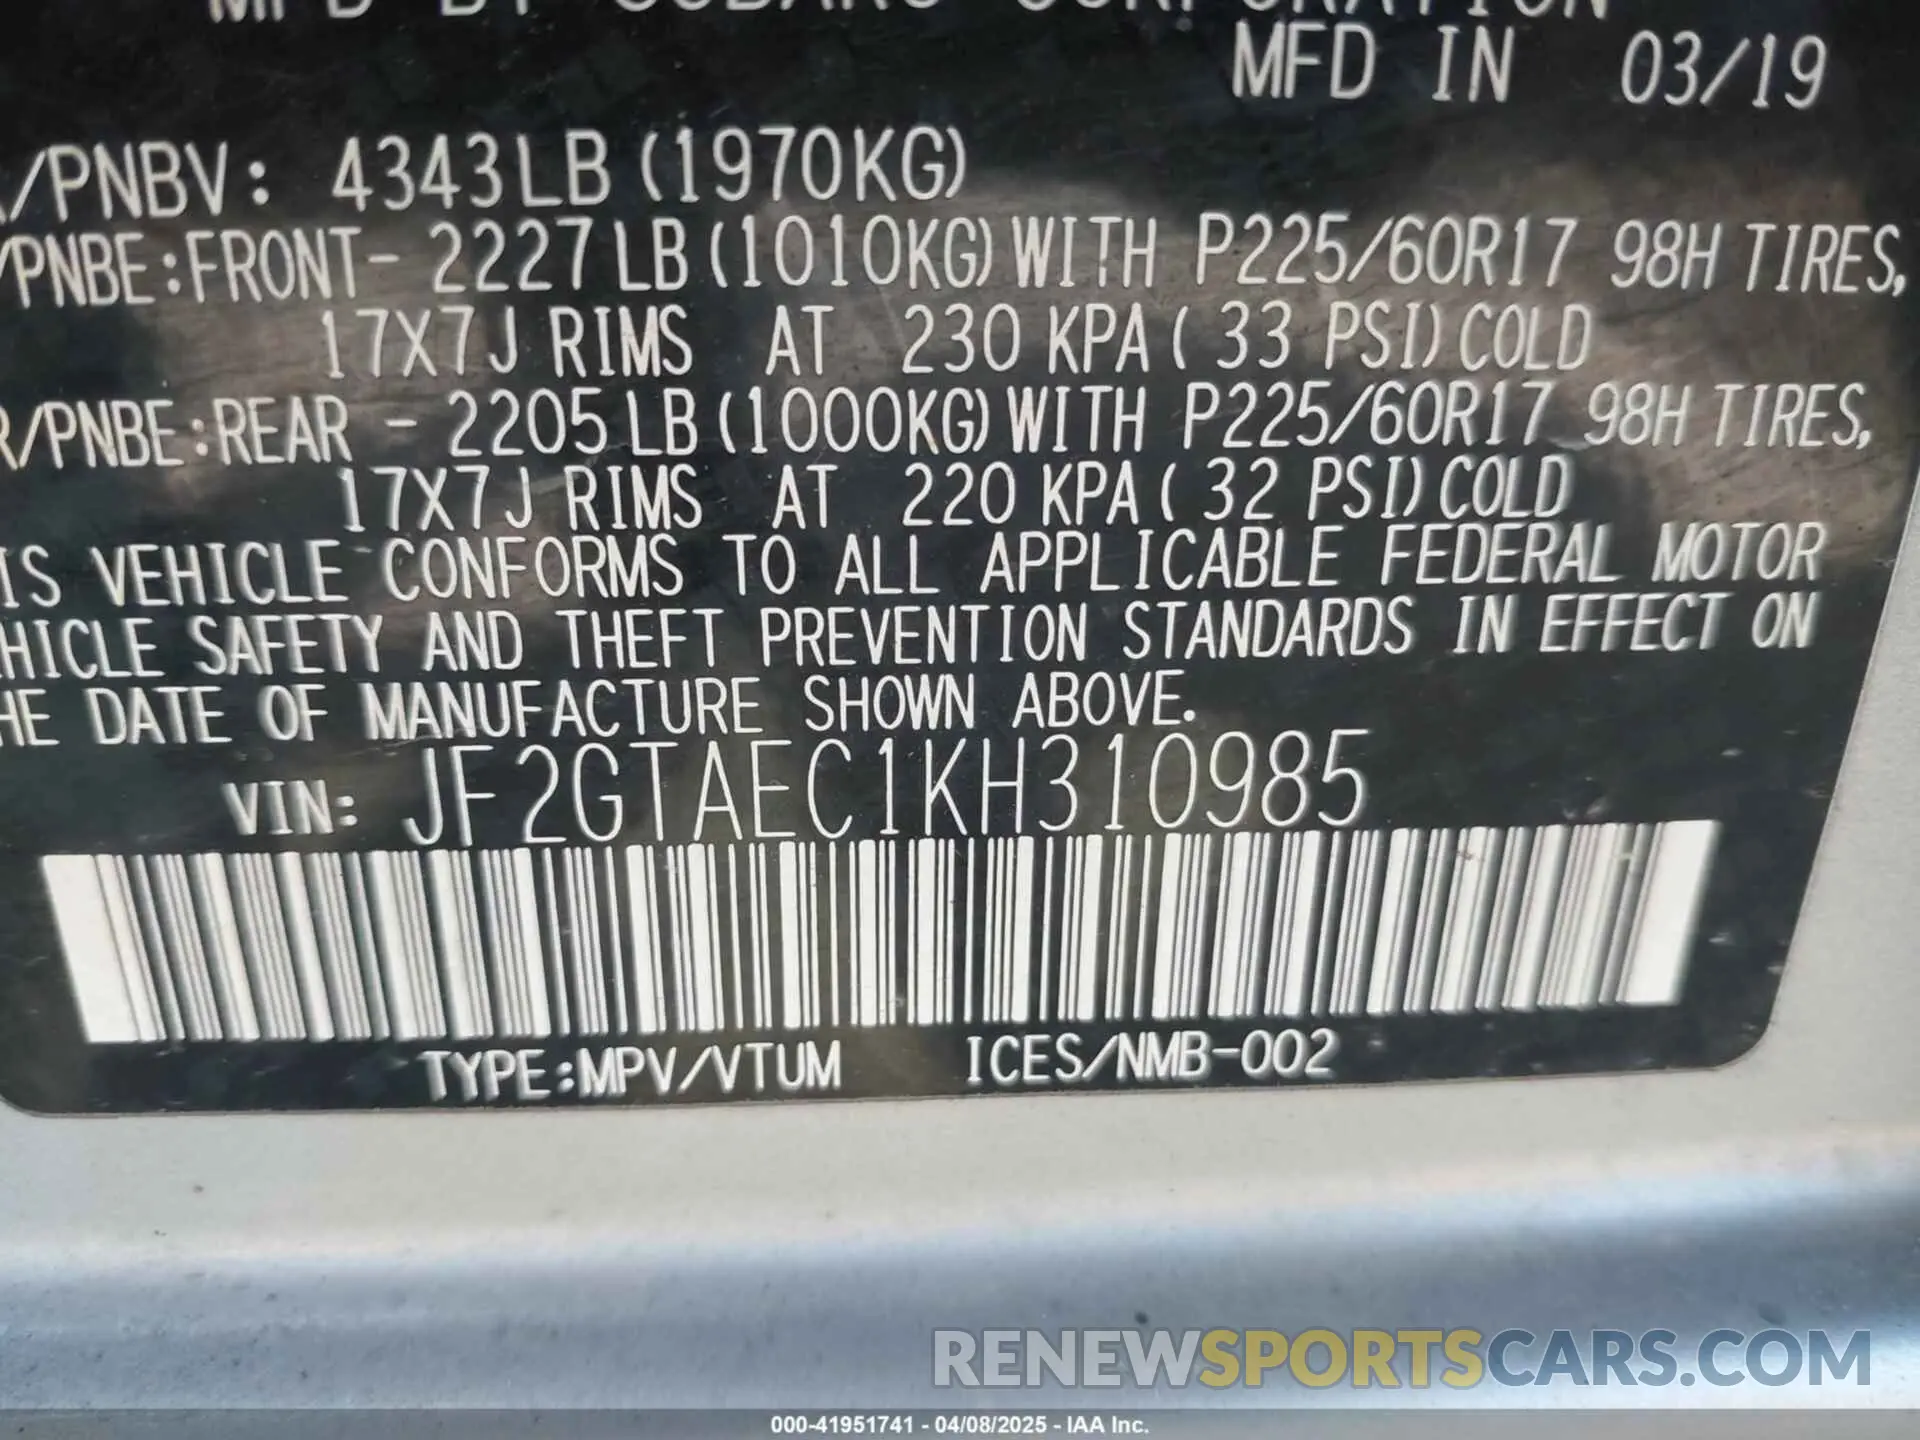 MFD BY SUBARU CORPORATION
MFD IN 03/19
/PNBV: 4343LB (1970KG)
/PNBE:FRONT- 2227LB (1010KG) WITH P225/60R17 98H TIRES,
17X7J RIMS AT 230 KPA ( 33 PSI) COLD
R/PNBE:REAR - 2205LB (1000KG) WITH P225/60R17 98H TIRES,
17X7J RIMS AT 220 KPA ( 32 PSI) COLD
IS VEHICLE CONFORMS TO ALL APPLICABLE FEDERAL MOTOR
HICLE SAFETY AND THEFT PREVENTION STANDARDS IN EFFECT ON
HE DATE OF MANUFACTURE SHOWN ABOVE.
VIN: JF2GTAEC1KH310985
TYPE:MPV/VTUM ICES/NMB-002
RENEWSPORTSCARS.COM
000-41951741 - 04/08/2025 - IAA Inc.